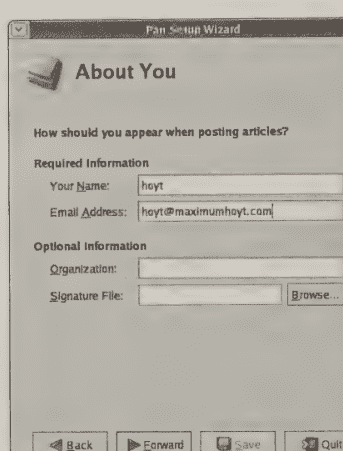 Pan Setup Wizard
About You
How should you appear when posting articles?
Required Information
Your Name: hoyt
Email Address: hoyt@maximumhoyt.com
Optional Information
Organization:
Signature File: Browse...
Back Forward Save Quit